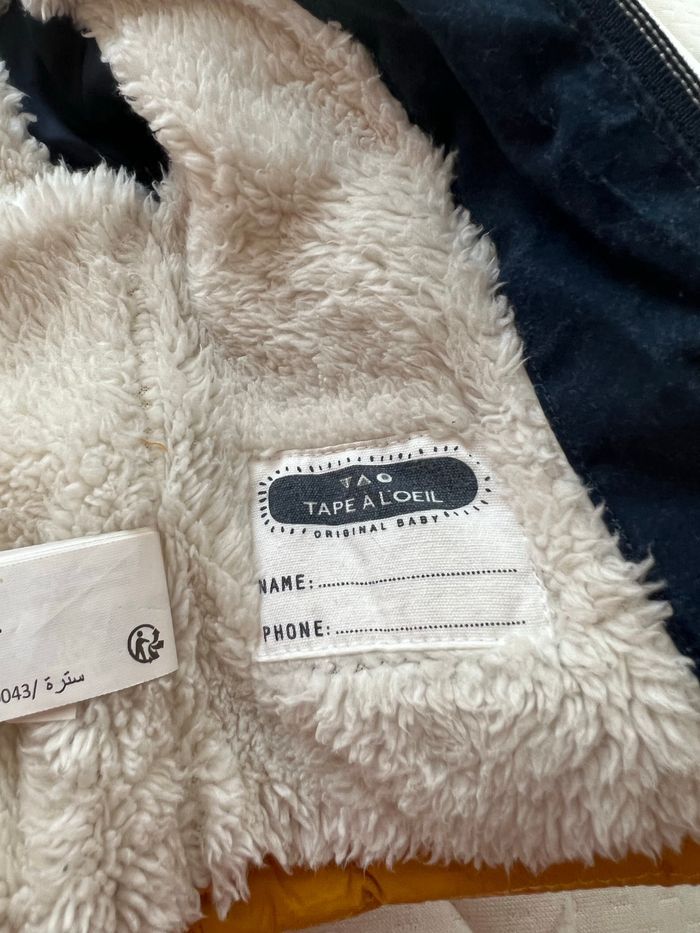 TAO
TAPE À L'OEIL
ORIGINAL BABY
NAME:
PHONE:
043/ سترة